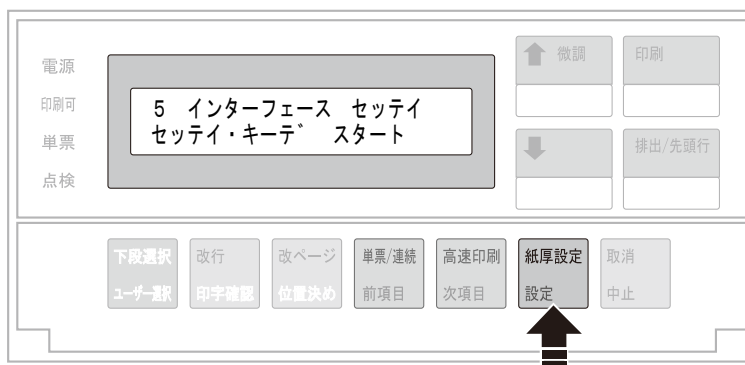 電源
印刷可
単票
点検
5 インターフェース セッテイ
セッテイ・キーデ スタート
微調
印刷
排出/先頭行
下段選択
ユーザー選択
改行
印字確認
改ページ
位置決め
単票/連続
前項目
高速印刷
次項目
紙厚設定
設定
取消
中止